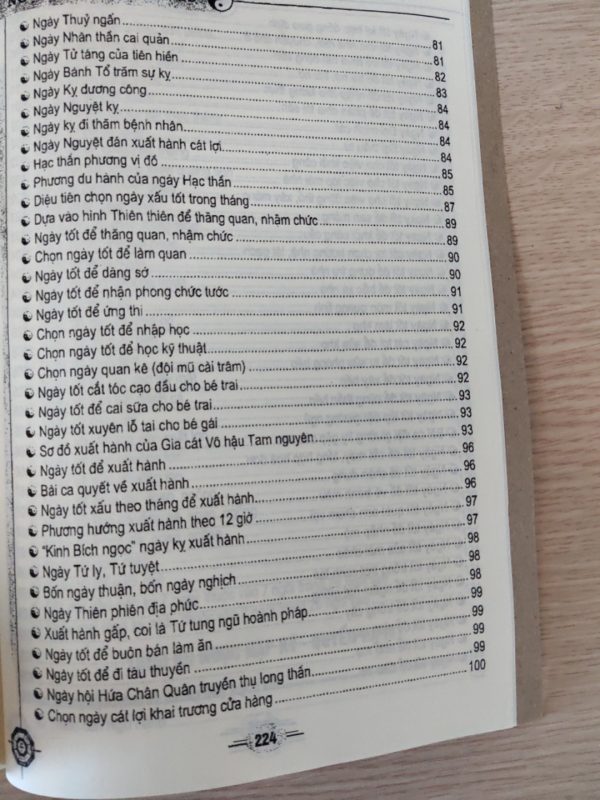 Ngày Thuỷ ngấn 81
Ngày Nhân thần cai quản 81
Ngày Tử táng của tiên hiền 82
Ngày Bành Tổ trăm sự kỵ 83
Ngày Kỵ dương công 84
Ngày Nguyệt kỵ 84
Ngày kỵ đi thăm bệnh nhân 84
Ngày Nguyệt đán xuất hành cát lợi 84
Hạc thần phương vị đồ 85
Phương du hành của ngày Hạc thần 85
Diệu tiên chọn ngày xấu tốt trong tháng 87
Dựa vào hình Thiên thiên để thăng quan, nhậm chức 89
Ngày tốt để thăng quan, nhậm chức 89
Chọn ngày tốt để làm quan 90
Ngày tốt để dâng sớ 90
Ngày tốt để nhận phong chức tước 91
Ngày tốt để ứng thi 91
Chọn ngày tốt để nhập học 92
Chọn ngày tốt để học kỹ thuật 92
Chọn ngày quan kê (đội mũ cài trâm) 92
Ngày tốt cắt tóc cạo đầu cho bé trai 92
Ngày tốt để cai sữa cho bé trai 93
Ngày tốt xuyên lỗ tai cho bé gái 93
Sơ đồ xuất hành của Gia cát Võ hậu Tam nguyên 93
Ngày tốt để xuất hành 96
Bài ca quyết về xuất hành 96
Ngày tốt xấu theo tháng để xuất hành 96
Phương hướng xuất hành theo 12 giờ 97
"Kinh Bích ngọc" ngày kỵ xuất hành 97
Ngày Tứ ly, Tứ tuyệt 98
Bốn ngày thuận, bốn ngày nghịch 98
Ngày Thiên phiên địa phúc 98
Xuất hành gấp, coi là Tứ tung ngũ hoành pháp 99
Ngày tốt để buôn bán làm ăn 99
Ngày tốt để đi tàu thuyền 99
Ngày hội Hứa Chân Quân truyền thụ long thần 99
Chọn ngày cát lợi khai trương cửa hàng 100
224